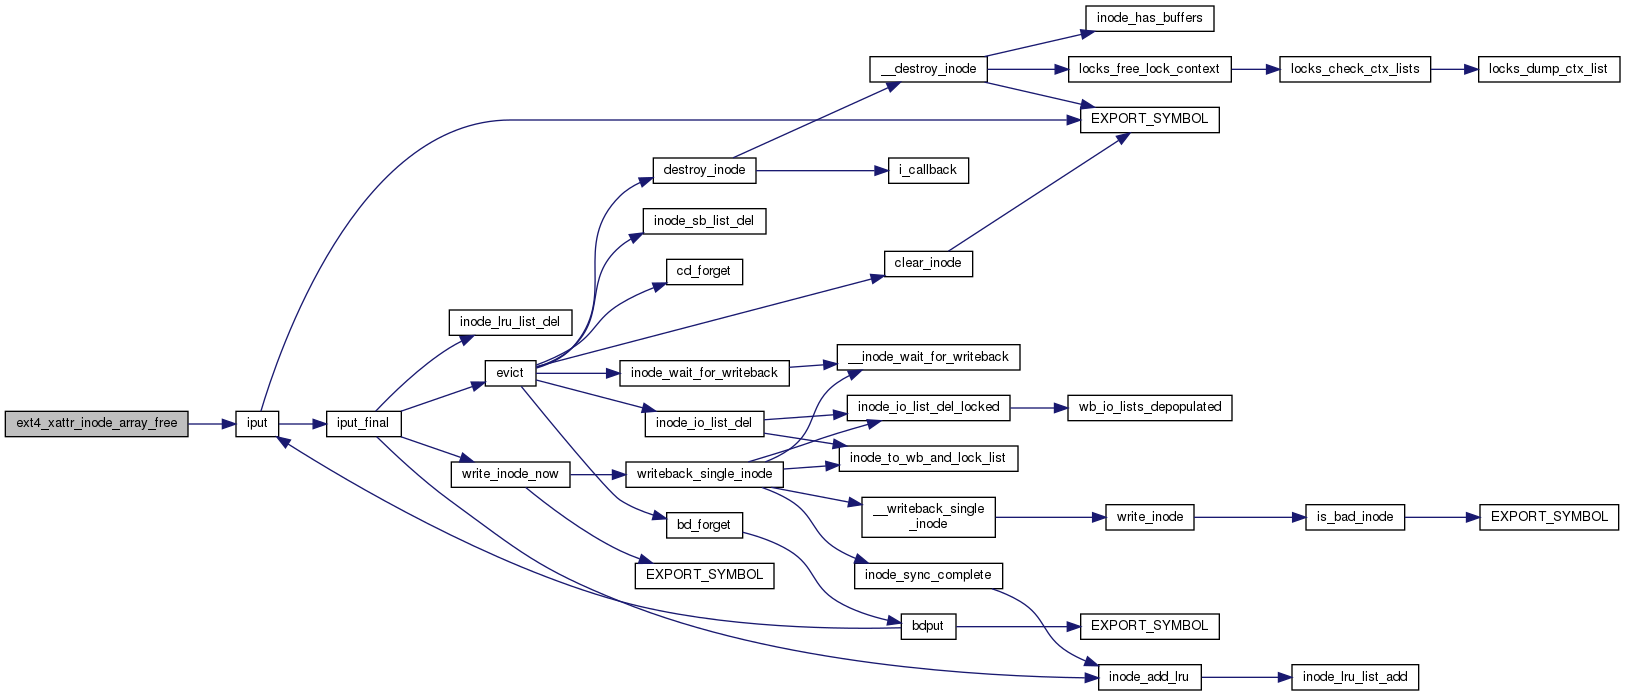 inode_has_buffers
__destroy_inode
locks_free_lock_context
locks_check_ctx_lists
locks_dump_ctx_list
EXPORT_SYMBOL
destroy_inode
i_callback
inode_sb_list_del
clear_inode
cd_forget
inode_lru_list_del
__inode_wait_for_writeback
evict
inode_wait_for_writeback
inode_io_list_del_locked
wb_io_lists_depopulated
ext4_xattr_inode_array_free
iput
iput_final
inode_io_list_del
inode_to_wb_and_lock_list
write_inode_now
writeback_single_inode
__writeback_single
_inode
write_inode
is_bad_inode
EXPORT_SYMBOL
bd_forget
EXPORT_SYMBOL
inode_sync_complete
bdput
EXPORT_SYMBOL
inode_add_lru
inode_lru_list_add